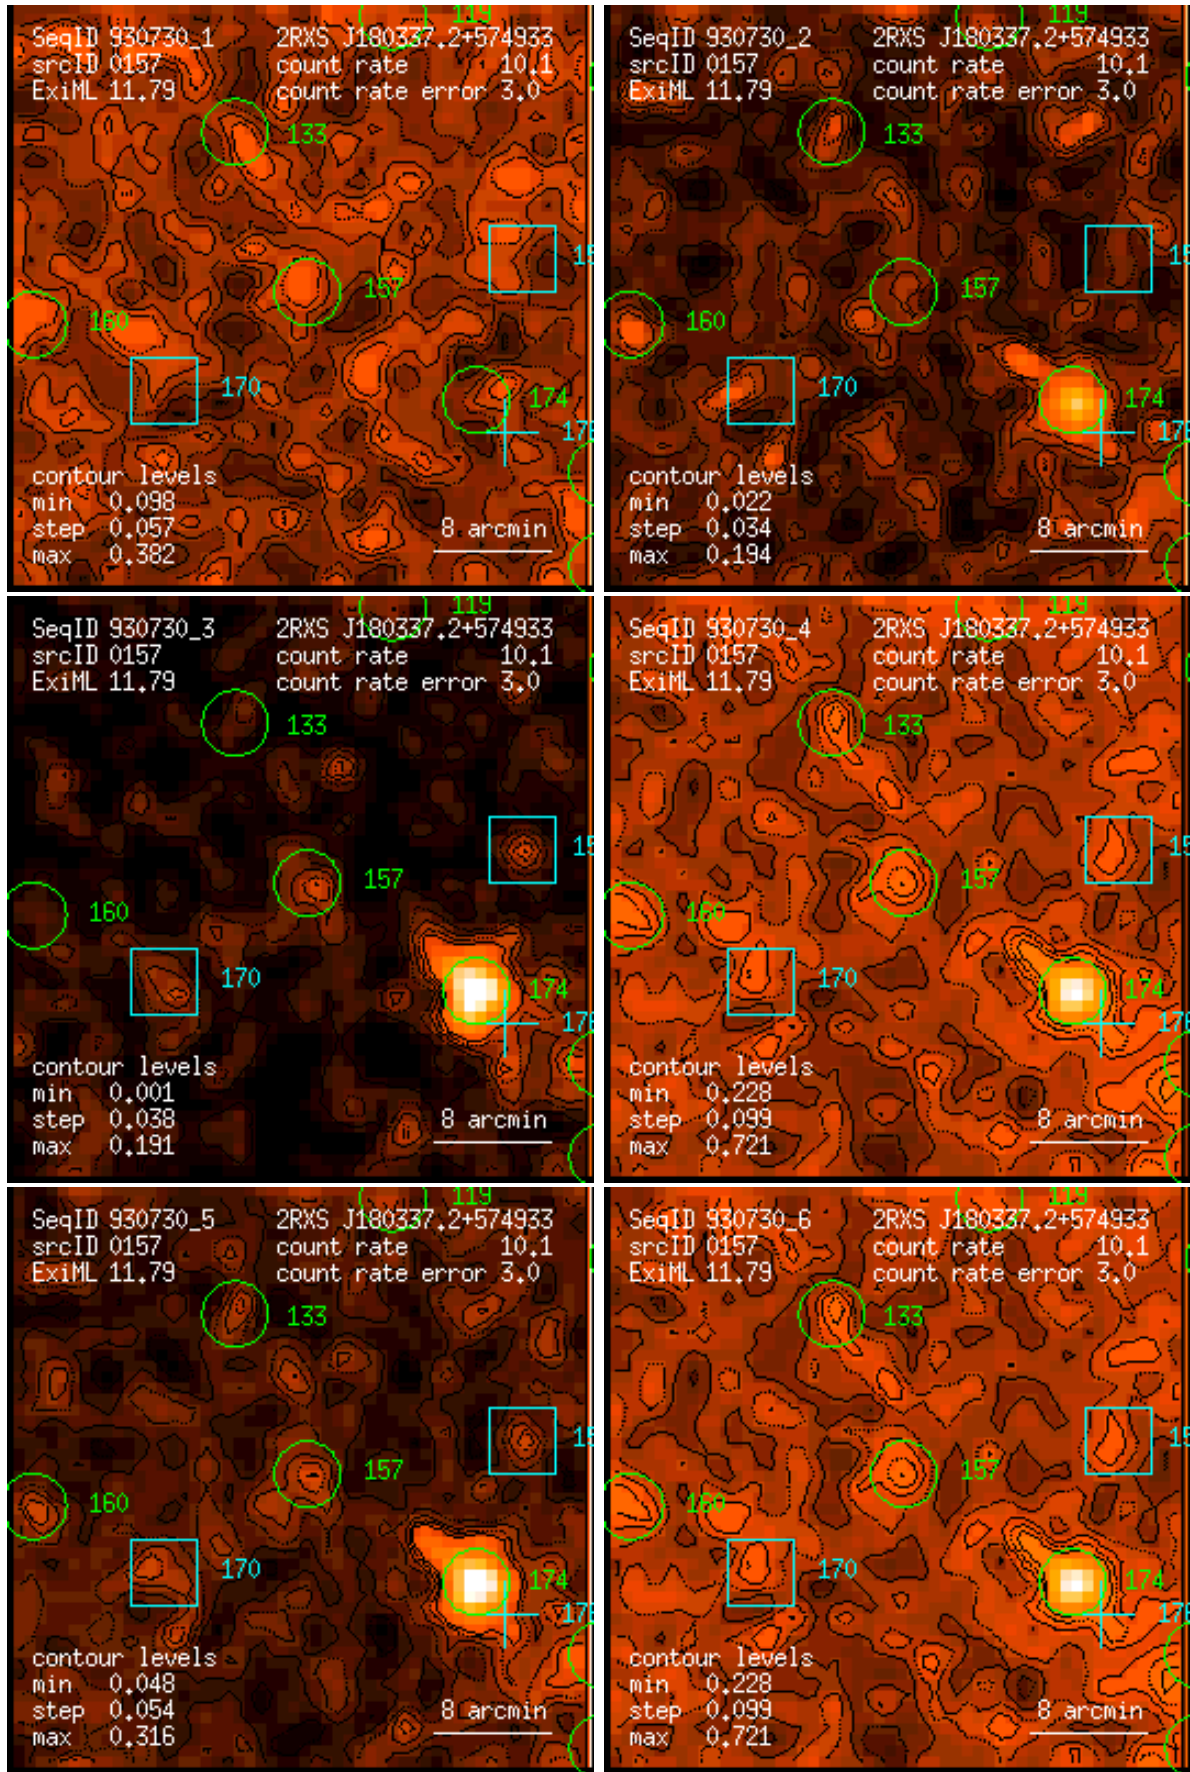 119
SeqID 930730_1 2RXS J180337.2+574933
srcID 0157 count rate 10.1
ExiML 11.79 count rate error 3.0
133
157
160
170
174
contour levels
min 0.098
step 0.057
max 0.382
8 arcmin
119
SeqID 930730_2 2RXS J180337.2+574933
srcID 0157 count rate 10.1
ExiML 11.79 count rate error 3.0
133
157
160
170
174
contour levels
min 0.022
step 0.034
max 0.194
8 arcmin
119
SeqID 930730_3 2RXS J180337.2+574933
srcID 0157 count rate 10.1
ExiML 11.79 count rate error 3.0
133
157
160
170
174
contour levels
min 0.001
step 0.038
max 0.191
8 arcmin
119
SeqID 930730_4 2RXS J180337.2+574933
srcID 0157 count rate 10.1
ExiML 11.79 count rate error 3.0
133
157
160
170
174
contour levels
min 0.228
step 0.099
max 0.721
8 arcmin
119
SeqID 930730_5 2RXS J180337.2+574933
srcID 0157 count rate 10.1
ExiML 11.79 count rate error 3.0
133
157
160
170
174
contour levels
min 0.048
step 0.054
max 0.316
8 arcmin
119
SeqID 930730_6 2RXS J180337.2+574933
srcID 0157 count rate 10.1
ExiML 11.79 count rate error 3.0
133
157
160
170
174
contour levels
min 0.228
step 0.099
max 0.721
8 arcmin